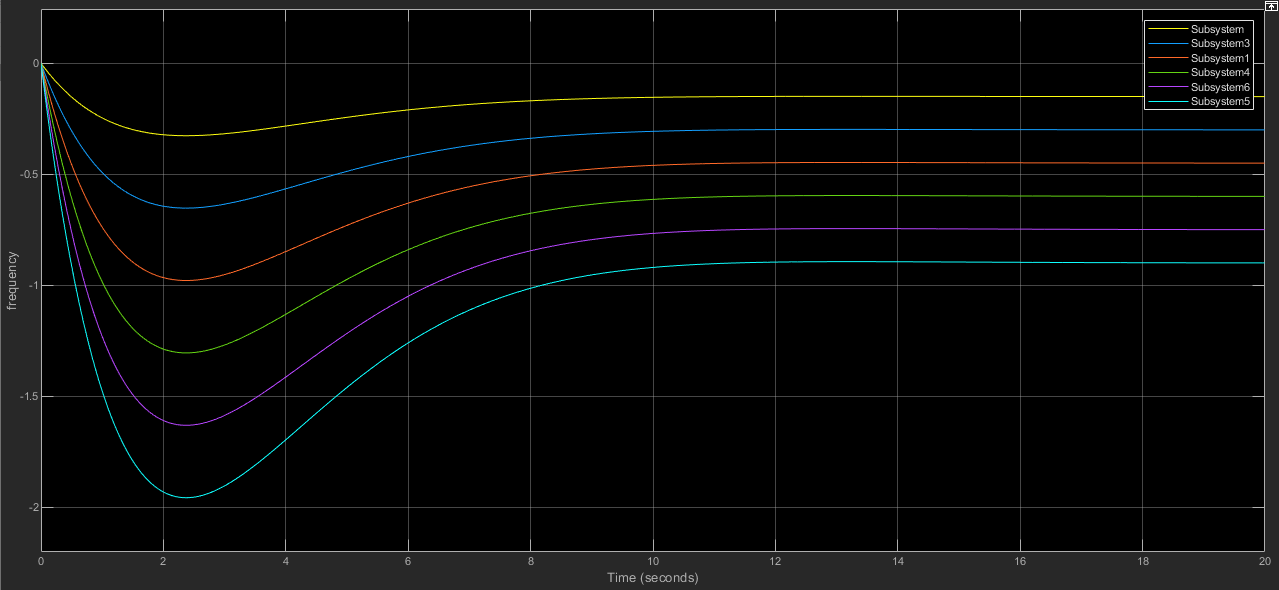 Subsystem
Subsystem3
Subsystem1
Subsystem4
Subsystem6
Subsystem5
0
-0.5
-1
-1.5
-2
frequency
0 2 4 6 8 10 12 14 16 18 20
Time (seconds)